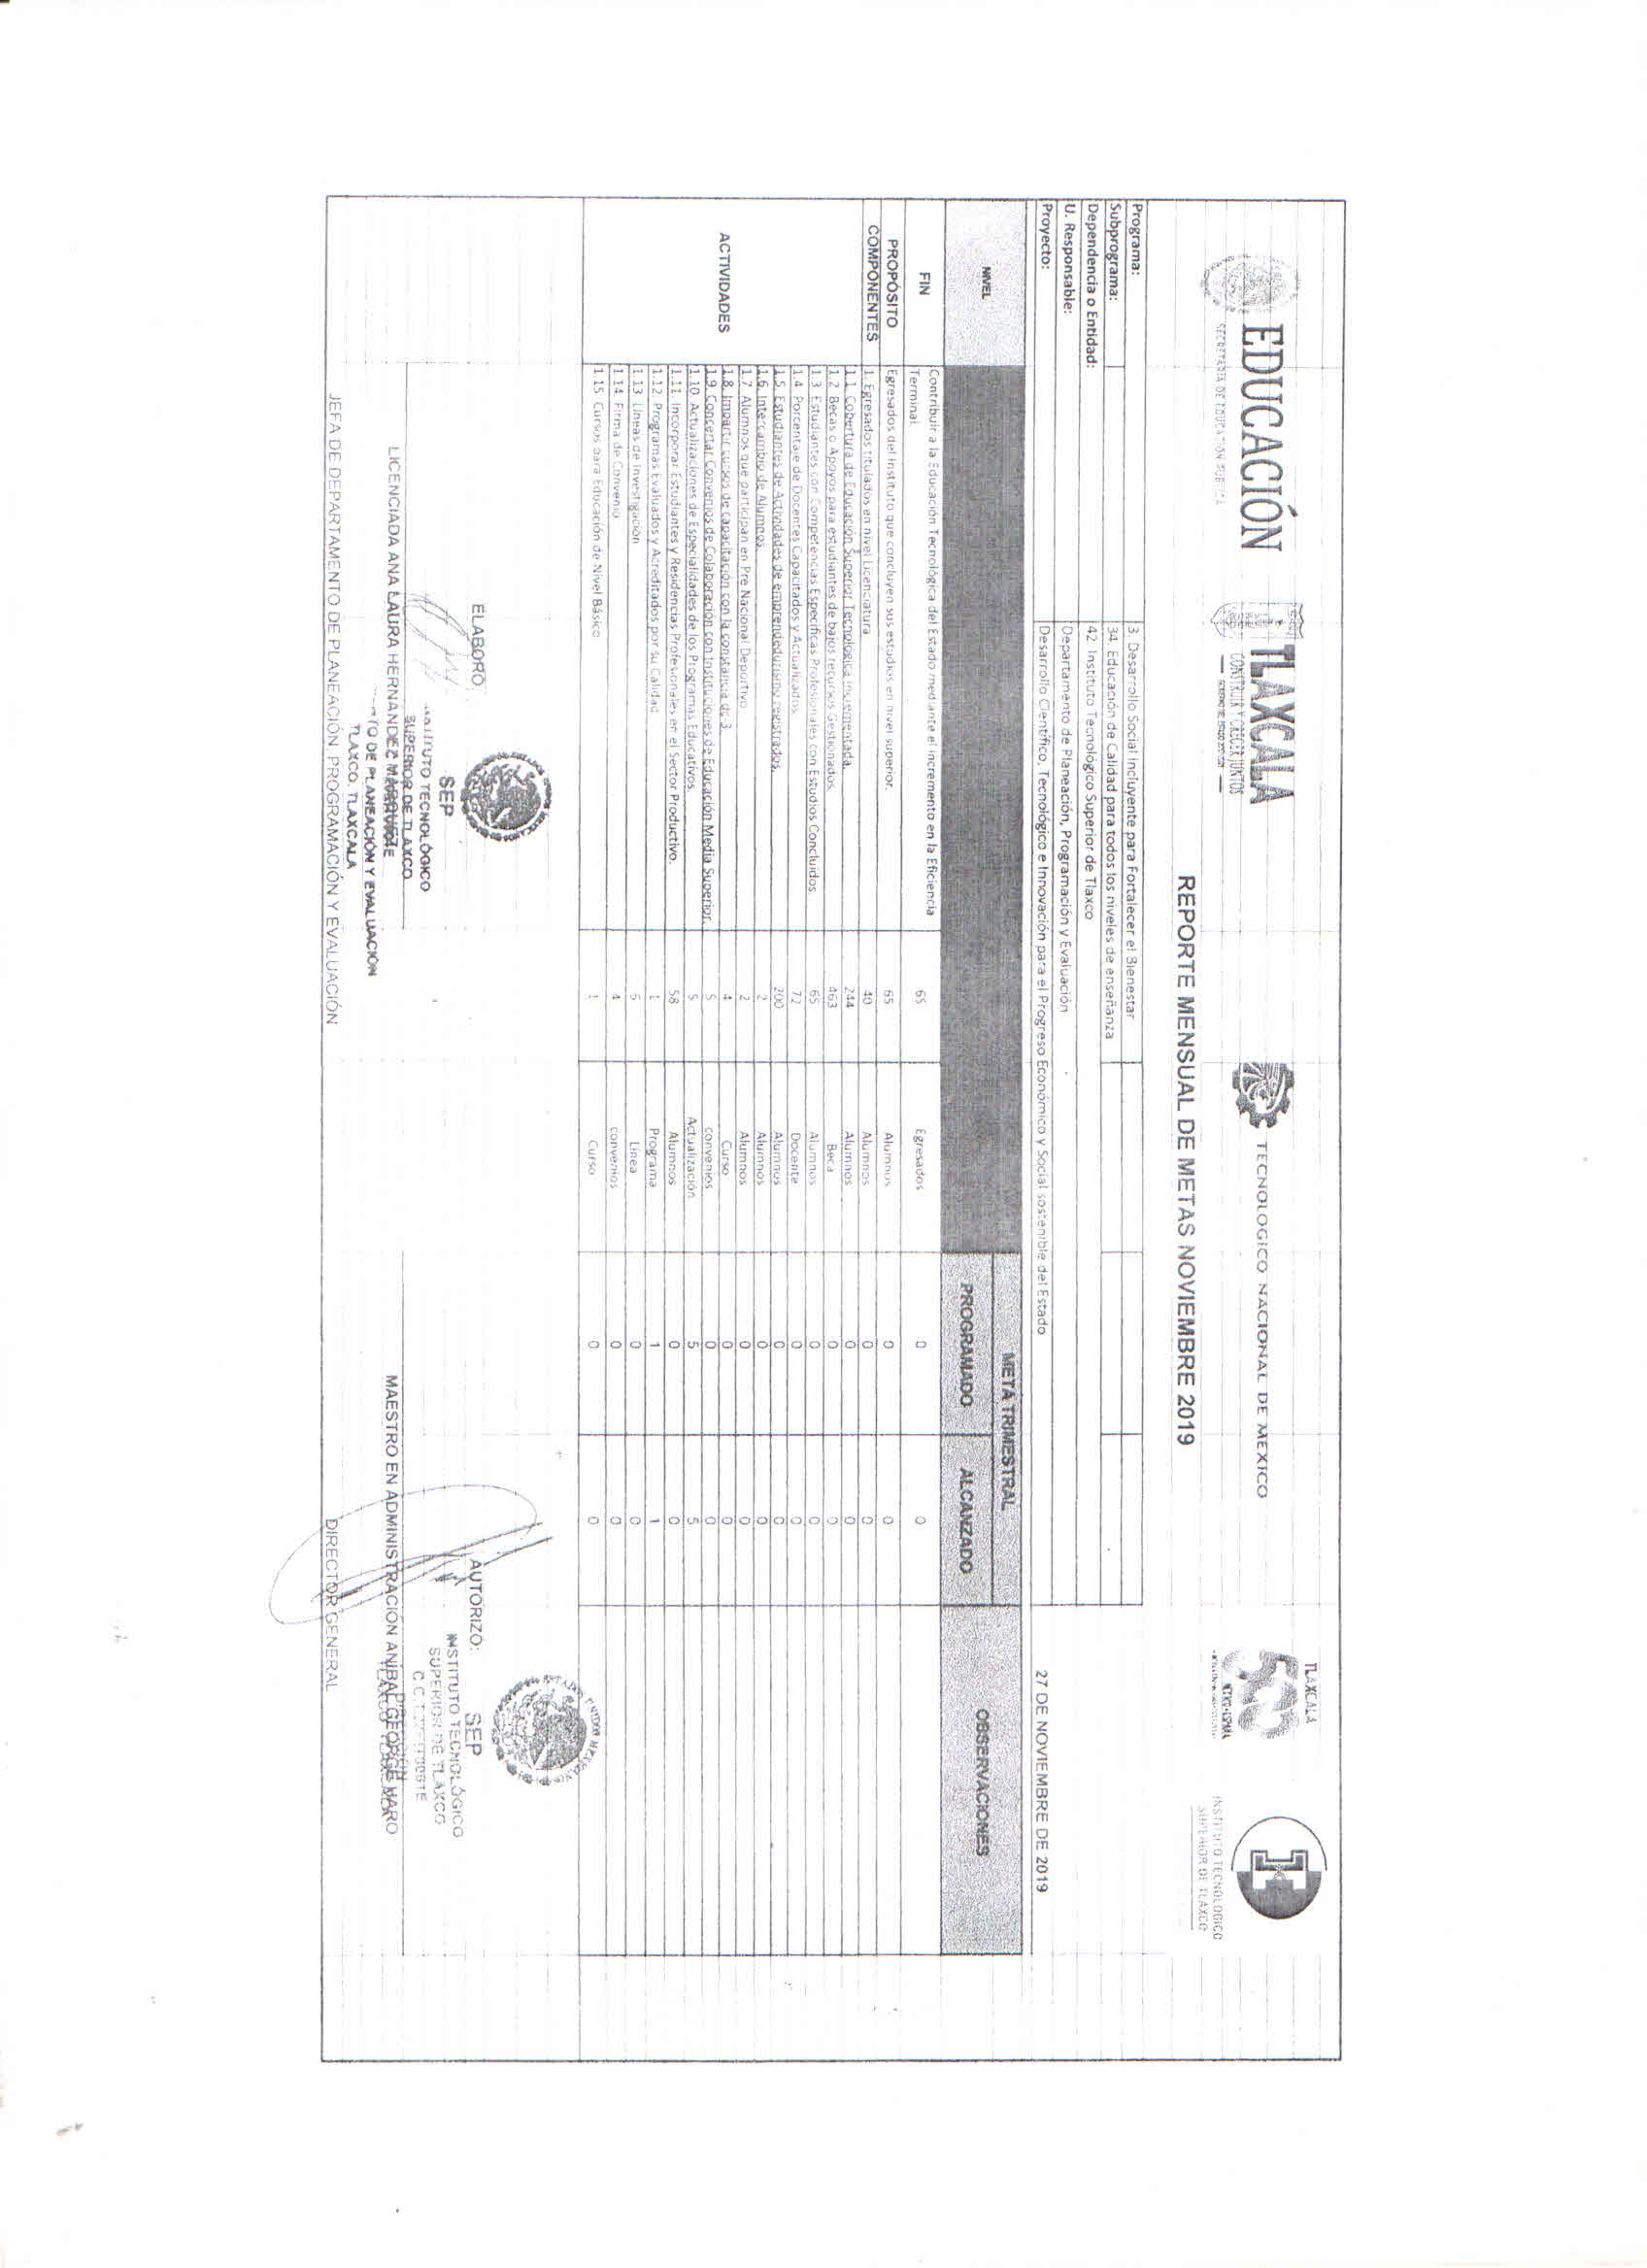 EDUCACIÓN
SECRETARÍA DE EDUCACIÓN PÚBLICA
TLAXCALA
CONSTRUIR Y CRECER JUNTOS
TECNOLOGICO NACIONAL DE MEXICO
TLAXCALA
INSTITUTO TECNOLOGICO
SUPERIOR DE TLAXCO
REPORTE MENSUAL DE METAS NOVIEMBRE 2019
Programa: 3. Desarrollo Social Incluyente para Fortalecer el Bienestar
Subprograma: 34. Educación de Calidad para todos los niveles de enseñanza
Dependencia o Entidad: 42. Instituto Tecnológico Superior de Tlaxco
U. Responsable: Departamento de Planeación, Programación y Evaluación
Proyecto: Desarrollo Científico, Tecnológico e Innovación para el Progreso Económico y Social sostenible del Estado 27 DE NOVIEMBRE DE 2019
NIVEL META TRIMESTRAL OBSERVACIONES
PROGRAMADO ALCANZADO
FIN Contribuir a la Educación Tecnológica del Estado mediante el incremento en la Eficiencia
Terminal. 65 Egresados 0 0
PROPÓSITO Egresados del Instituto que concluyen sus estudios en nivel superior. 65 Alumnos 0 0
COMPONENTES 1. Egresados titulados en nivel Licenciatura 40 Alumnos 0 0
ACTIVIDADES
1.1 Cobertura de Educación Superior Tecnológica incrementada. 244 Alumnos 0 0
1.2 Becas o Apoyos para estudiantes de bajos recursos Gestionados. 463 Beca 0 0
1.3 Estudiantes con Competencias Específicas Profesionales con Estudios Concluidos 65 Alumnos 0 0
1.4 Porcentaje de Docentes Capacitados y Actualizados 72 Docente 0 0
1.5 Estudiantes de Actividades de emprendedurismo registrados. 200 Alumnos 0 0
1.6 Intercambio de Alumnos. 2 Alumnos 0 0
1.7 Alumnos que participan en Pre Nacional Deportivo 2 Alumnos 0 0
1.8 Impartir cursos de capacitación con la constancia dc-3 4 Curso 0 0
1.9 Concertar Convenios de Colaboración con Instituciones de Educación Media Superior. 5 convenios 0 0
1.10. Actualizaciones de Especialidades de los Programas Educativos. 5 Actualización 5 5
1.11. Incorporar Estudiantes y Residencias Profesionales en el Sector Productivo. 58 Alumnos 0 0
1.12. Programas Evaluados y Acreditados por su Calidad 1 Programa 1 1
1.13 Lineas de Investigación 6 Línea 0 0
1.14. Firma de Convenio 4 convenios 0 0
1.15. Cursos para Educación de Nivel Básico 1 Curso 0 0
ELABORÓ:
SEP
INSTITUTO TECNOLÓGICO
SUPERIOR DE TLAXCO
LICENCIADA ANA LAURA HERNÁNDEZ
TO DE PLANEACIÓN Y EVALUACIÓN
TLAXCO, TLAXCALA
JEFA DE DEPARTAMENTO DE PLANEACIÓN, PROGRAMACIÓN Y EVALUACIÓN
AUTORIZO:
SEP
INSTITUTO TECNOLÓGICO
SUPERIOR DE TLAXCO
MAESTRO EN ADMINISTRACIÓN ANIBAL GEORGE HARO
DIRECTOR GENERAL